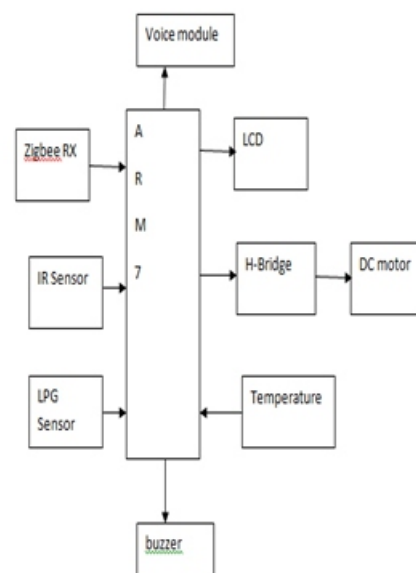 Voice module
A
R
M
7
Zigbee RX
LCD
IR Sensor
H-Bridge
DC motor
LPG
Sensor
Temperature
buzzer